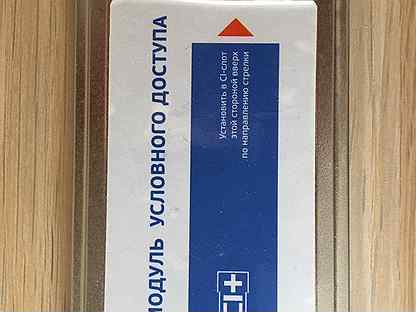 МОДУЛЬ УСЛОВНОГО ДОСТУПА
Установить в CI-слот
этой стороной вверх
по направлению стрелки
CI+